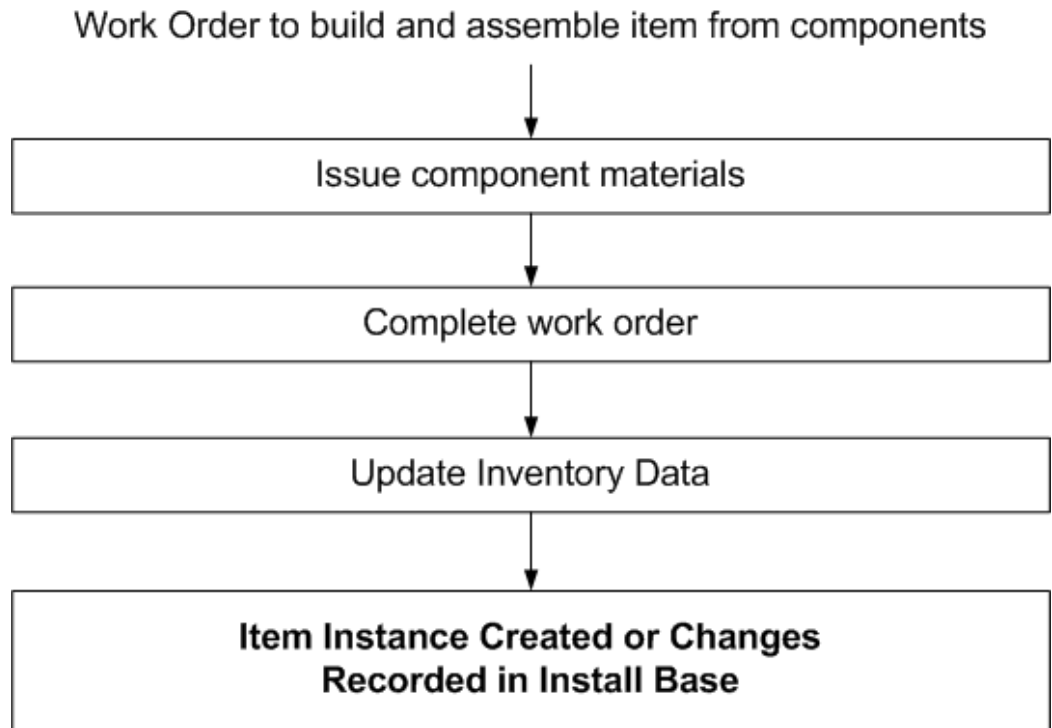 Work Order to build and assemble item from components
Issue component materials
Complete work order
Update Inventory Data
Item Instance Created or Changes
Recorded in Install Base